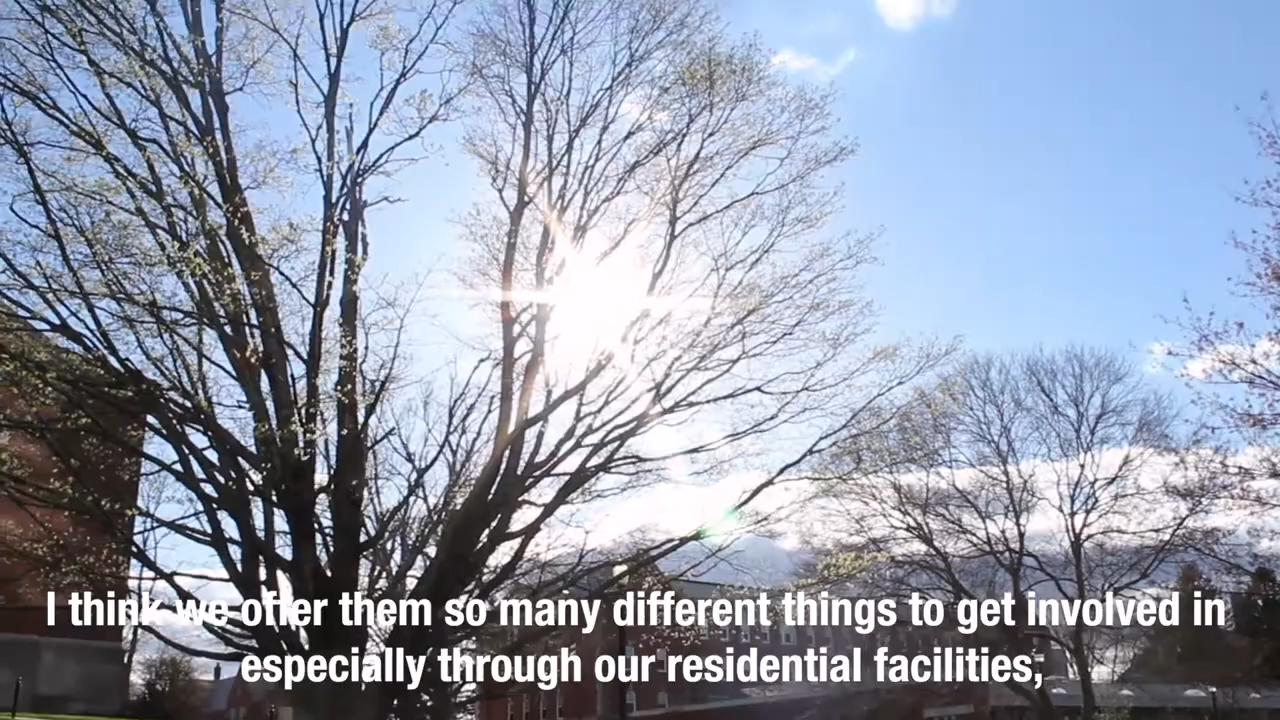 I think we offer them so many different things to get involved in
especially through our residential facilities,